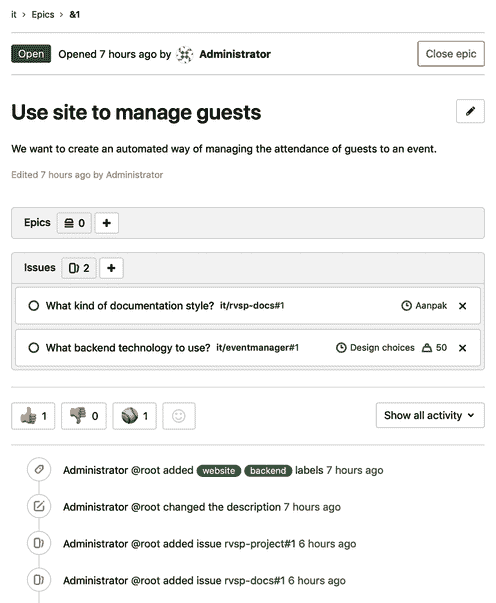 it > Epics > &1
Open Opened 7 hours ago by Administrator Close epic
Use site to manage guests
We want to create an automated way of managing the attendance of guests to an event.
Edited 7 hours ago by Administrator
Epics 0 +
Issues 2 +
What kind of documentation style? it/rvsp-docs#1 Aanpak ×
What backend technology to use? it/eventmanager#1 Design choices 50 ×
1 0 1 Show all activity
Administrator @root added website backend labels 7 hours ago
Administrator @root changed the description 7 hours ago
Administrator @root added issue rvsp-project#1 6 hours ago
Administrator @root added issue rvsp-docs#1 6 hours ago